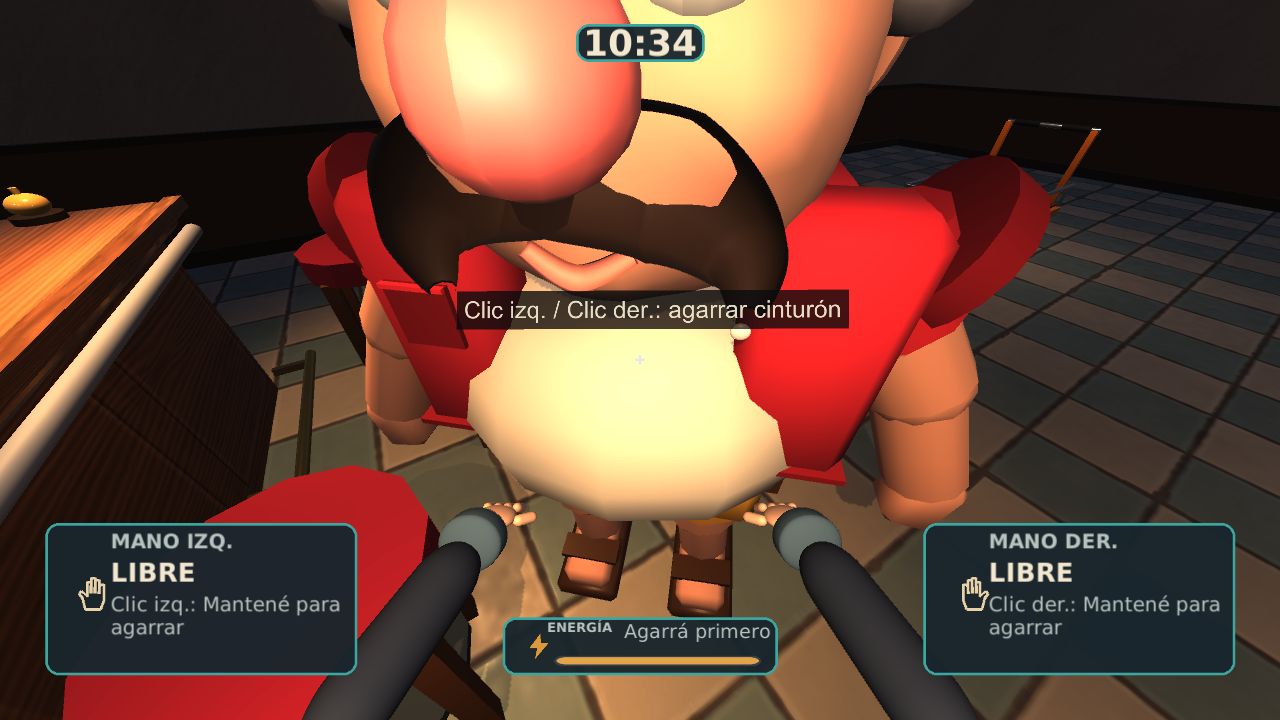 10:34
Clic izq. / Clic der.: agarrar cinturón
MANO IZQ.
LIBRE
Clic izq.: Mantené para
agarrar
ENERGÍA Agarrá primero
MANO DER.
LIBRE
Clic der.: Mantené para
agarrar